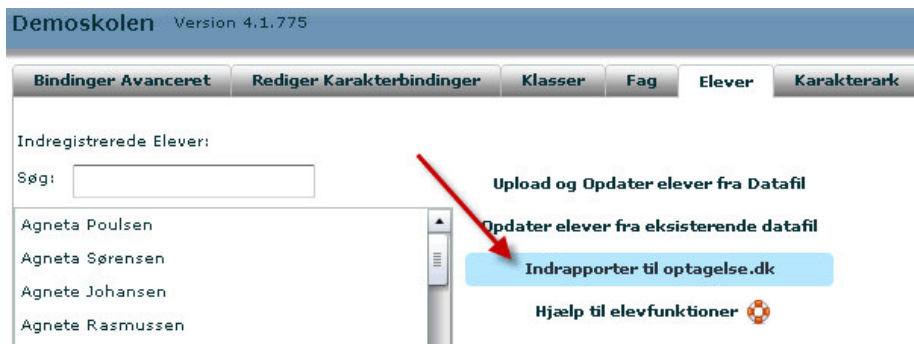 Demoskolen Version 4.1.775
Bindinger Avanceret Rediger Karakterbindinger Klasser Fag Elever Karakterark
Indregistrerede Elever:
Søg:
Agneta Poulsen
Agneta Sørensen
Agnete Johansen
Agnete Rasmussen
Upload og Opdater elever fra Datafil
Opdater elever fra eksisterende datafil
Indrapporter til optagelse.dk
Hjælp til elevfunktioner